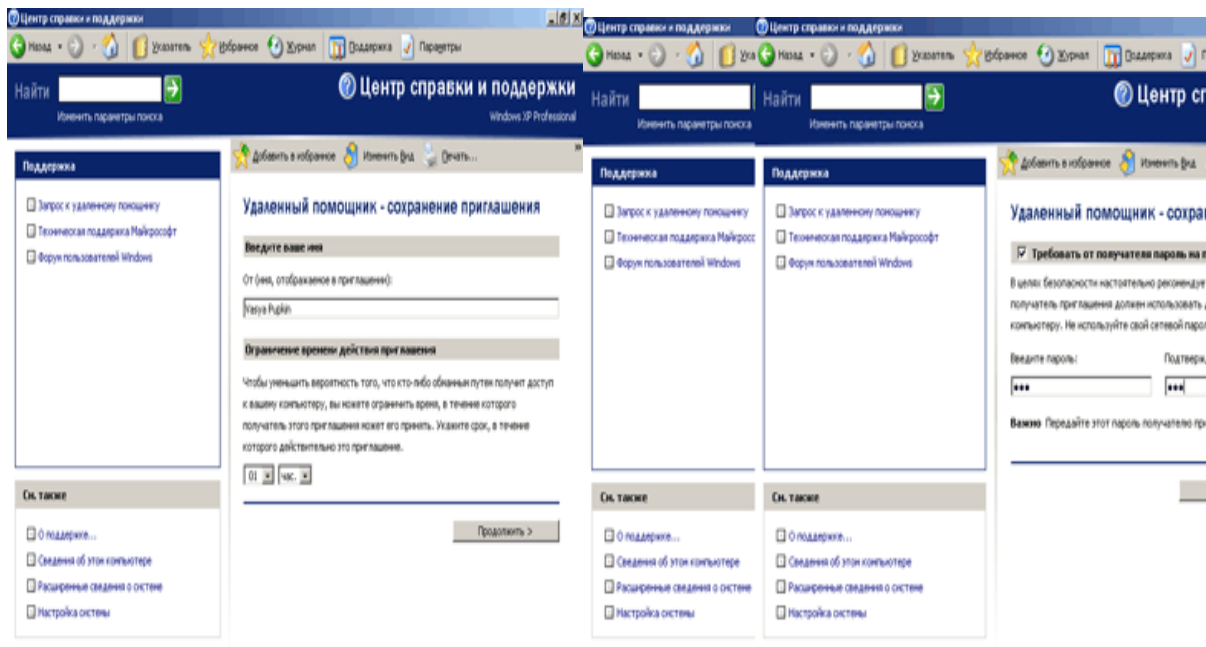 Центр справки и поддержки
Назад
Указатель
Избранное
Журнал
Поддержка
Параметры
Найти
Изменить параметры поиска
Центр справки и поддержки
Windows XP Professional
Поддержка
Запрос к удаленному помощнику
Техническая поддержка Майкрософт
Форум пользователей Windows
См. также
О поддержке...
Сведения об этом компьютере
Расширенные сведения о системе
Настройка системы
Добавить в избранное
Изменить вид
Печать...
Удаленный помощник - сохранение приглашения
Введите ваше имя
От (имя, отображаемое в приглашении):
Vasya Pupkin
Ограничение времени действия приглашения
Чтобы уменьшить вероятность того, что кто-либо обманным путем получит доступ
к вашему компьютеру, вы можете ограничить время, в течение которого
получатель этого приглашения может его принять. Укажите срок, в течение
которого действительно это приглашение.
01
час.
Продолжить >
Центр справки и поддержки
Назад
Ука
Найти
Изменить параметры поиска
Поддержка
Запрос к удаленному помощнику
Техническая поддержка Майкросс
Форум пользователей Windows
См. также
О поддержке...
Сведения об этом компьютере
Расширенные сведения о системе
Настройка системы
Центр справки и поддержки
Назад
Указатель
Избранное
Журнал
Поддержка
Найти
Изменить параметры поиска
Центр сп
Поддержка
Запрос к удаленному помощнику
Техническая поддержка Майкрософт
Форум пользователей Windows
См. также
О поддержке...
Сведения об этом компьютере
Расширенные сведения о системе
Настройка системы
Добавить в избранное
Изменить вид
Удаленный помощник - сохра
Требовать от получателя пароль на п
В целях безопасности настоятельно рекомендуе
получатель приглашения должен использовать
компьютеру. Не используйте свой сетевой парол
Введите пароль:
Подтверж
Важно Передайте этот пароль получателю пр